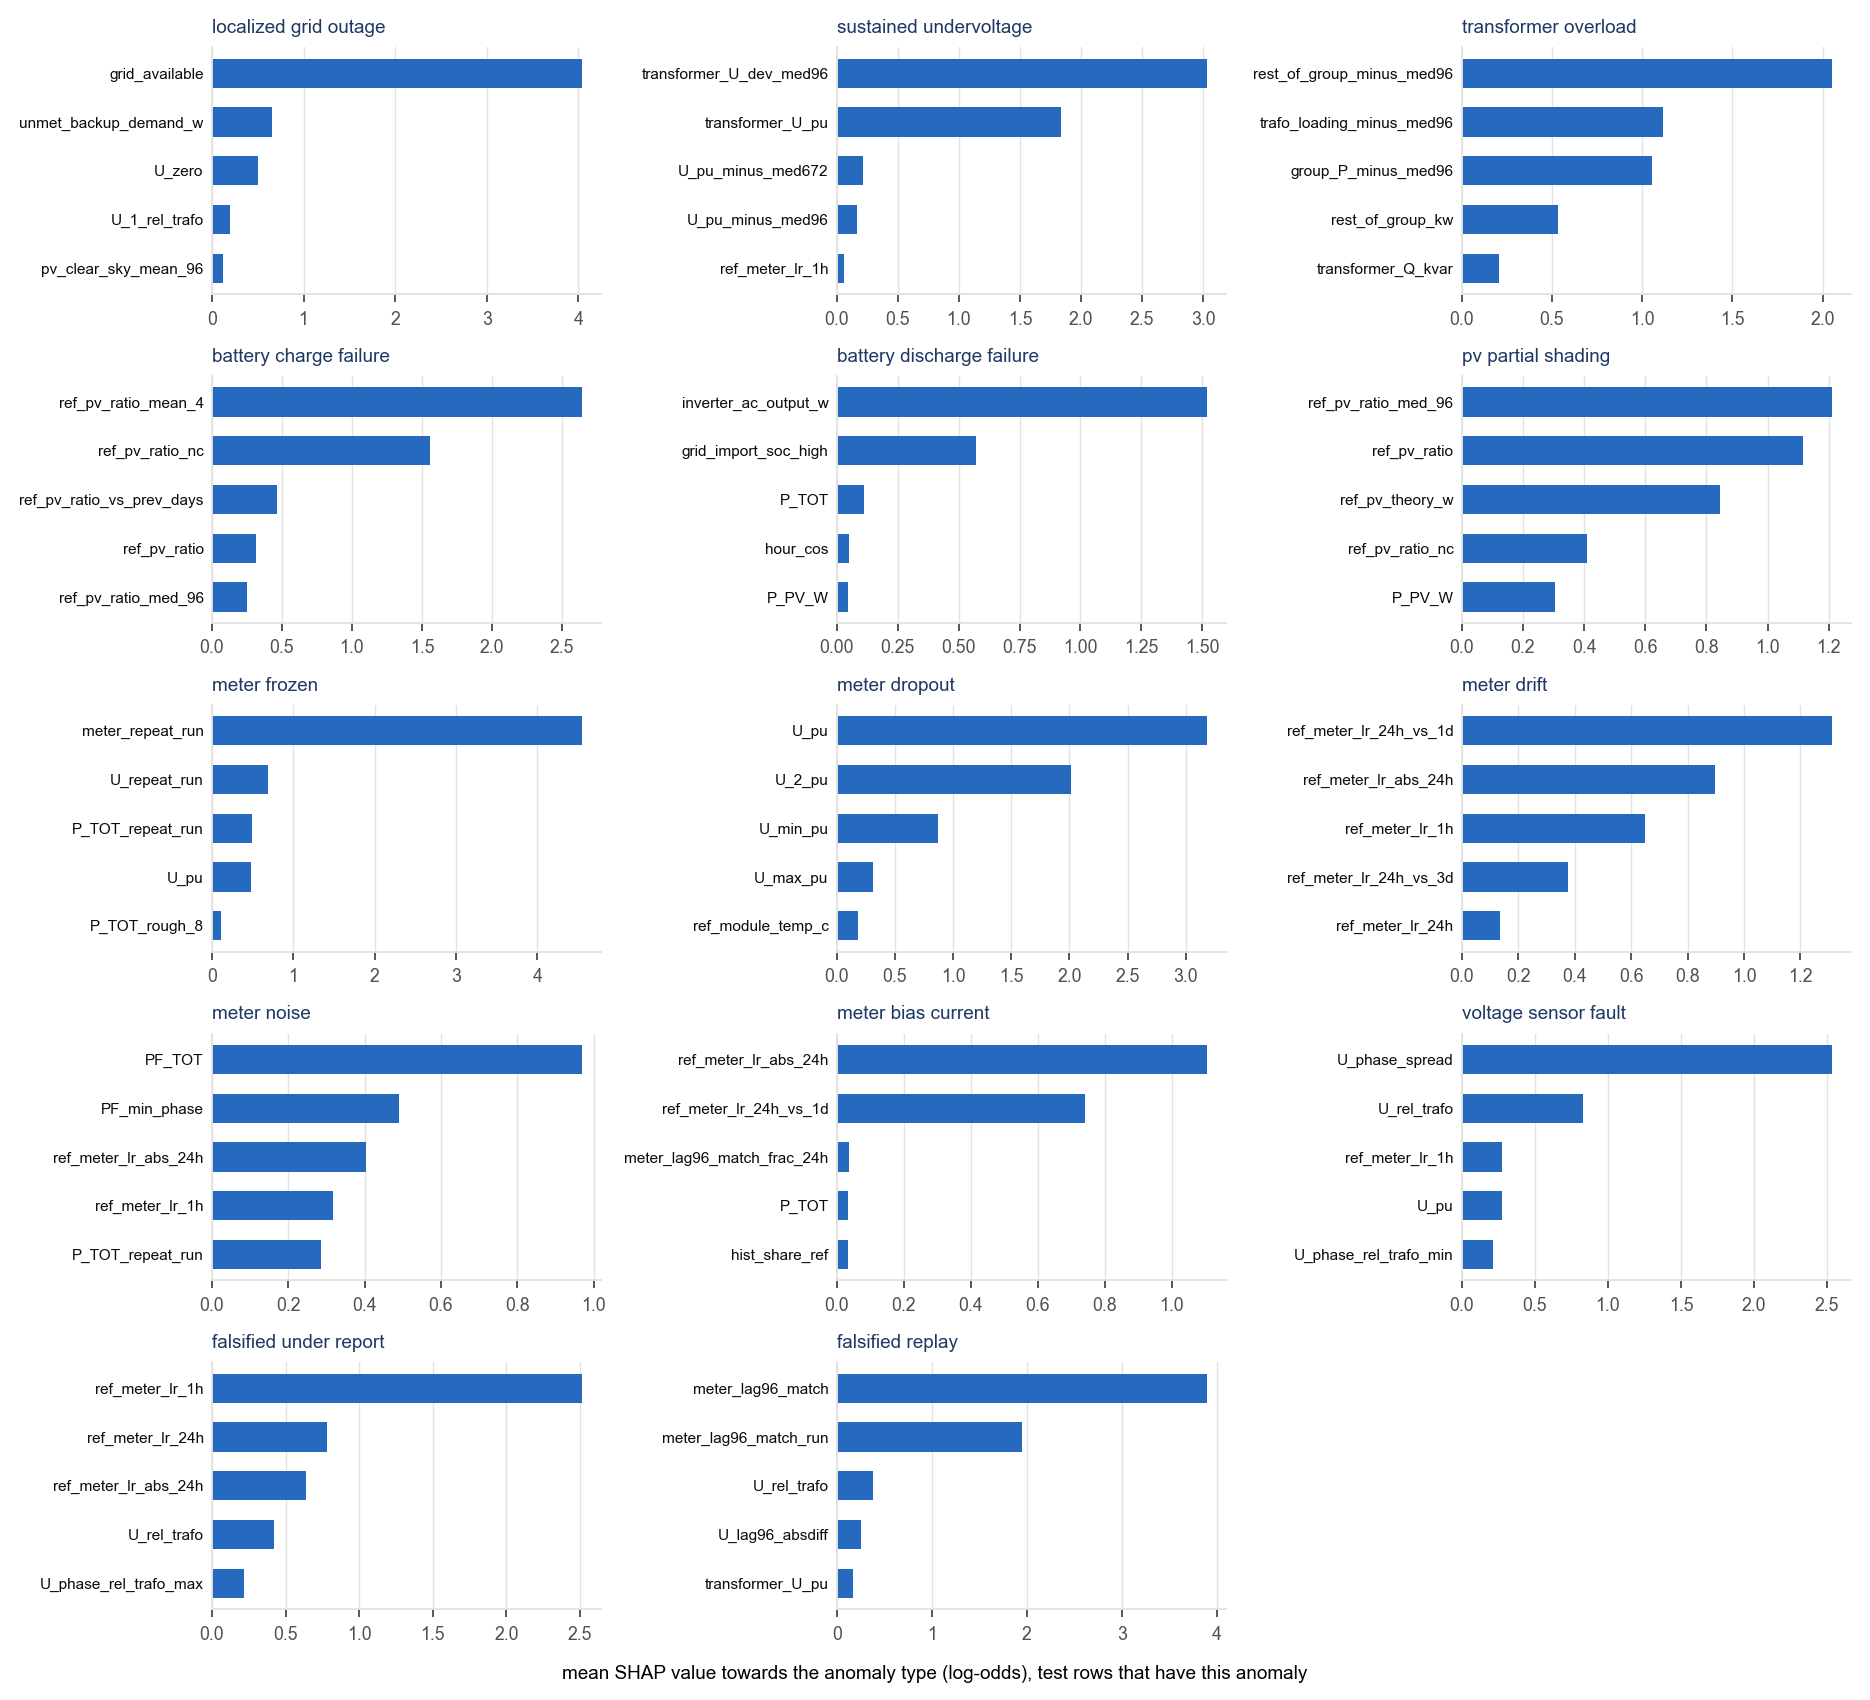 localized grid outage
grid_available
unmet_backup_demand_w
U_zero
U_1_rel_trafo
pv_clear_sky_mean_96
0 1 2 3 4
sustained undervoltage
transformer_U_dev_med96
transformer_U_pu
U_pu_minus_med672
U_pu_minus_med96
ref_meter_lr_1h
0.0 0.5 1.0 1.5 2.0 2.5 3.0
transformer overload
rest_of_group_minus_med96
trafo_loading_minus_med96
group_P_minus_med96
rest_of_group_kw
transformer_Q_kvar
0.0 0.5 1.0 1.5 2.0
battery charge failure
ref_pv_ratio_mean_4
ref_pv_ratio_nc
ref_pv_ratio_vs_prev_days
ref_pv_ratio
ref_pv_ratio_med_96
0.0 0.5 1.0 1.5 2.0 2.5
battery discharge failure
inverter_ac_output_w
grid_import_soc_high
P_TOT
hour_cos
P_PV_W
0.00 0.25 0.50 0.75 1.00 1.25 1.50
pv partial shading
ref_pv_ratio_med_96
ref_pv_ratio
ref_pv_theory_w
ref_pv_ratio_nc
P_PV_W
0.0 0.2 0.4 0.6 0.8 1.0 1.2
meter frozen
meter_repeat_run
U_repeat_run
P_TOT_repeat_run
U_pu
P_TOT_rough_8
0 1 2 3 4
meter dropout
U_pu
U_2_pu
U_min_pu
U_max_pu
ref_module_temp_c
0.0 0.5 1.0 1.5 2.0 2.5 3.0
meter drift
ref_meter_lr_24h_vs_1d
ref_meter_lr_abs_24h
ref_meter_lr_1h
ref_meter_lr_24h_vs_3d
ref_meter_lr_24h
0.0 0.2 0.4 0.6 0.8 1.0 1.2
meter noise
PF_TOT
PF_min_phase
ref_meter_lr_abs_24h
ref_meter_lr_1h
P_TOT_repeat_run
0.0 0.2 0.4 0.6 0.8 1.0
meter bias current
ref_meter_lr_abs_24h
ref_meter_lr_24h_vs_1d
meter_lag96_match_frac_24h
P_TOT
hist_share_ref
0.0 0.2 0.4 0.6 0.8 1.0
voltage sensor fault
U_phase_spread
U_rel_trafo
ref_meter_lr_1h
U_pu
U_phase_rel_trafo_min
0.0 0.5 1.0 1.5 2.0 2.5
falsified under report
ref_meter_lr_1h
ref_meter_lr_24h
ref_meter_lr_abs_24h
U_rel_trafo
U_phase_rel_trafo_max
0.0 0.5 1.0 1.5 2.0 2.5
falsified replay
meter_lag96_match
meter_lag96_match_run
U_rel_trafo
U_lag96_absdiff
transformer_U_pu
0 1 2 3 4
mean SHAP value towards the anomaly type (log-odds), test rows that have this anomaly